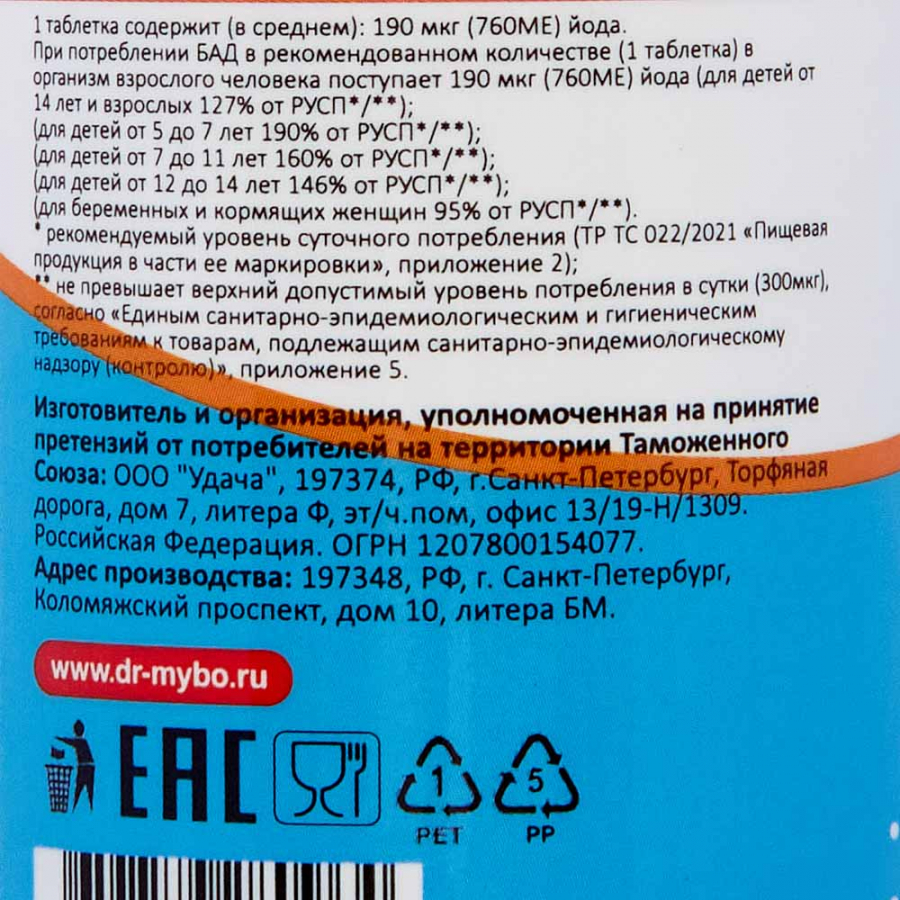 1 таблетка содержит (в среднем): 190 мкг (760МЕ) йода.
При потреблении БАД в рекомендованном количестве (1 таблетка) в
организм взрослого человека поступает 190 мкг (760МЕ) йода (для детей от
14 лет и взрослых 127% от РУСП*/**);
(для детей от 5 до 7 лет 190% от РУСП*/**);
(для детей от 7 до 11 лет 160% от РУСП*/**);
(для детей от 12 до 14 лет 146% от РУСП*/**);
(для беременных и кормящих женщин 95% от РУСП*/**).
* рекомендуемый уровень суточного потребления (ТР ТС 022/2021 «Пищевая
продукция в части ее маркировки», приложение 2);
** не превышает верхний допустимый уровень потребления в сутки (300мкг),
согласно «Единым санитарно-эпидемиологическим и гигиеническим
требованиям к товарам, подлежащим санитарно-эпидемиологическому
надзору (контролю)», приложение 5.
Изготовитель и организация, уполномоченная на принятие
претензий от потребителей на территории Таможенного
Союза: ООО "Удача", 197374, РФ, г.Санкт-Петербург, Торфяная
дорога, дом 7, литера Ф, эт/ч.пом, офис 13/19-Н/1309.
Российская Федерация. ОГРН 1207800154077.
Адрес производства: 197348, РФ, г. Санкт-Петербург,
Коломяжский проспект, дом 10, литера БМ.
www.dr-mybo.ru
ЕАС
1
PET
5
PP